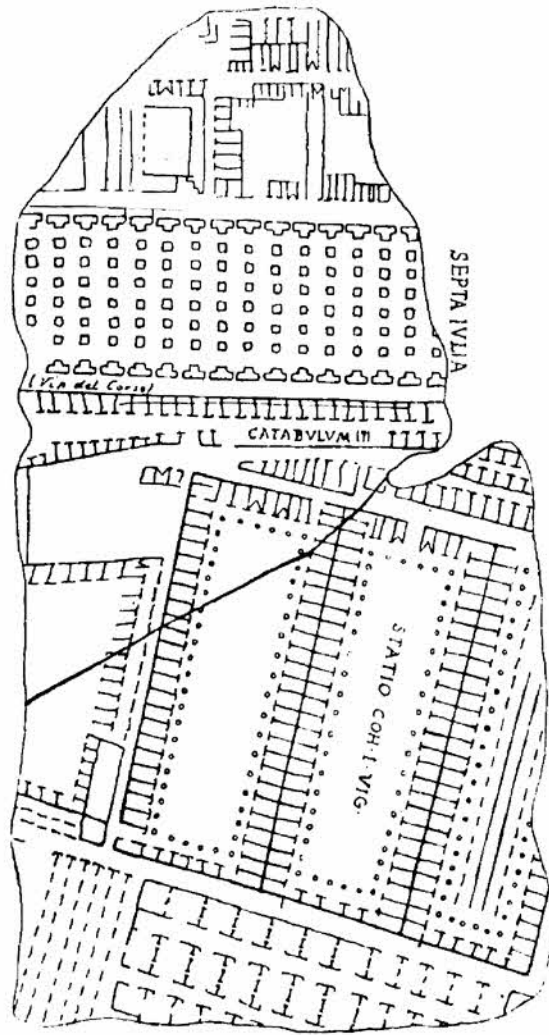 SEPTA IVLIA
(Via del Corso)
CATABVLVM (?)
STATIO COH·I·VIG·